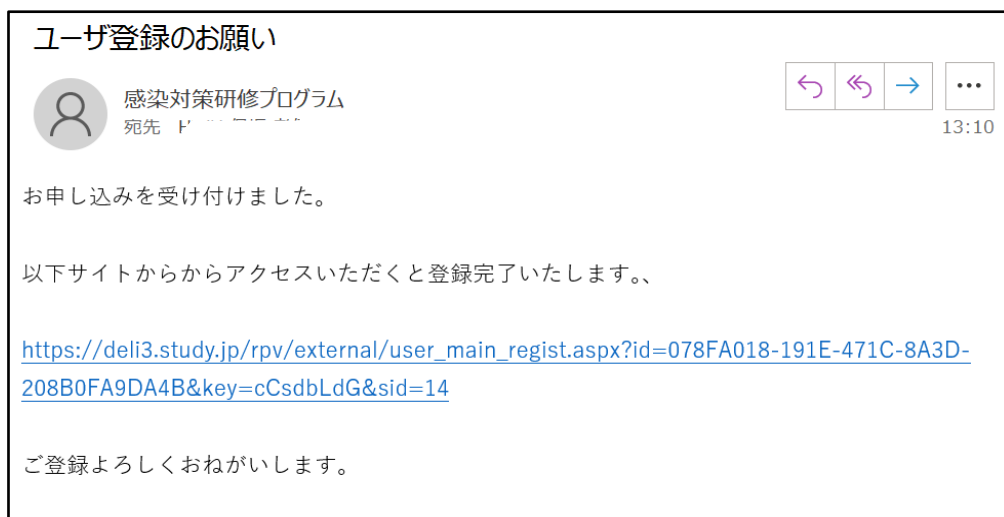 ユーザ登録のお願い
感染対策研修プログラム
宛先
13:10
お申し込みを受け付けました。
以下サイトからからアクセスいただくと登録完了いたします。、
https://deli3.study.jp/rpv/external/user_main_regist.aspx?id=078FA018-191E-471C-8A3D-
208B0FA9DA4B&key=cCsdbLdG&sid=14
ご登録よろしくおねがいします。